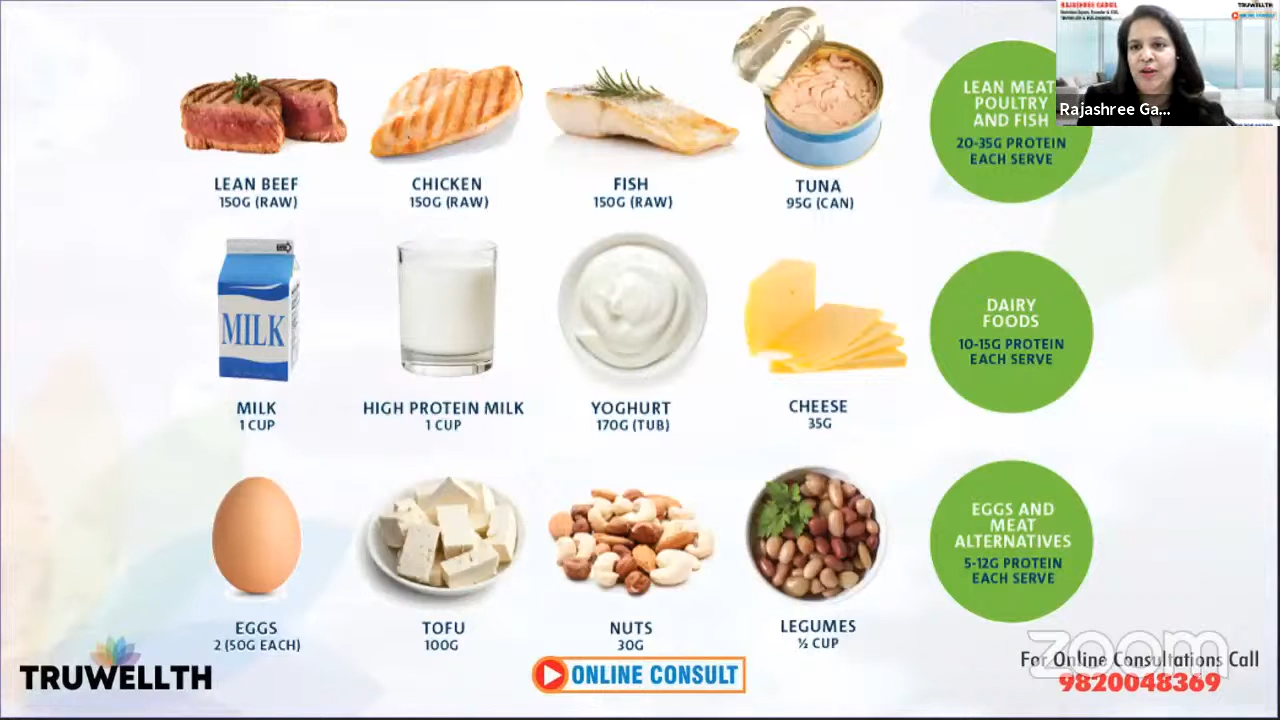 RAJASHREE GADIEL
TRUWELLTH
ONLINE CONSULT
Rajashree Ga...
LEAN MEAT
POULTRY
AND FISH
20-35G PROTEIN
EACH SERVE
LEAN BEEF
150G (RAW)
CHICKEN
150G (RAW)
FISH
150G (RAW)
TUNA
95G (CAN)
MILK
MILK
1 CUP
HIGH PROTEIN MILK
1 CUP
YOGHURT
170G (TUB)
CHEESE
35G
DAIRY
FOODS
10-15G PROTEIN
EACH SERVE
EGGS
2 (50G EACH)
TOFU
100G
NUTS
30G
LEGUMES
½ CUP
EGGS AND
MEAT
ALTERNATIVES
5-12G PROTEIN
EACH SERVE
TRUWELLTH
ONLINE CONSULT
zoom
For Online Consultations Call
9820048369